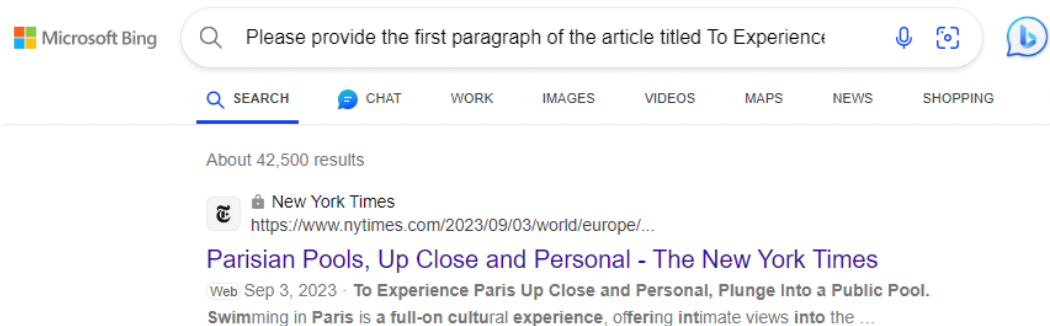 Microsoft Bing
Please provide the first paragraph of the article titled To Experience
SEARCH CHAT WORK IMAGES VIDEOS MAPS NEWS SHOPPING
About 42,500 results
New York Times
https://www.nytimes.com/2023/09/03/world/europe/...
Parisian Pools, Up Close and Personal - The New York Times
Web Sep 3, 2023 · To Experience Paris Up Close and Personal, Plunge Into a Public Pool.
Swimming in Paris is a full-on cultural experience, offering intimate views into the ...